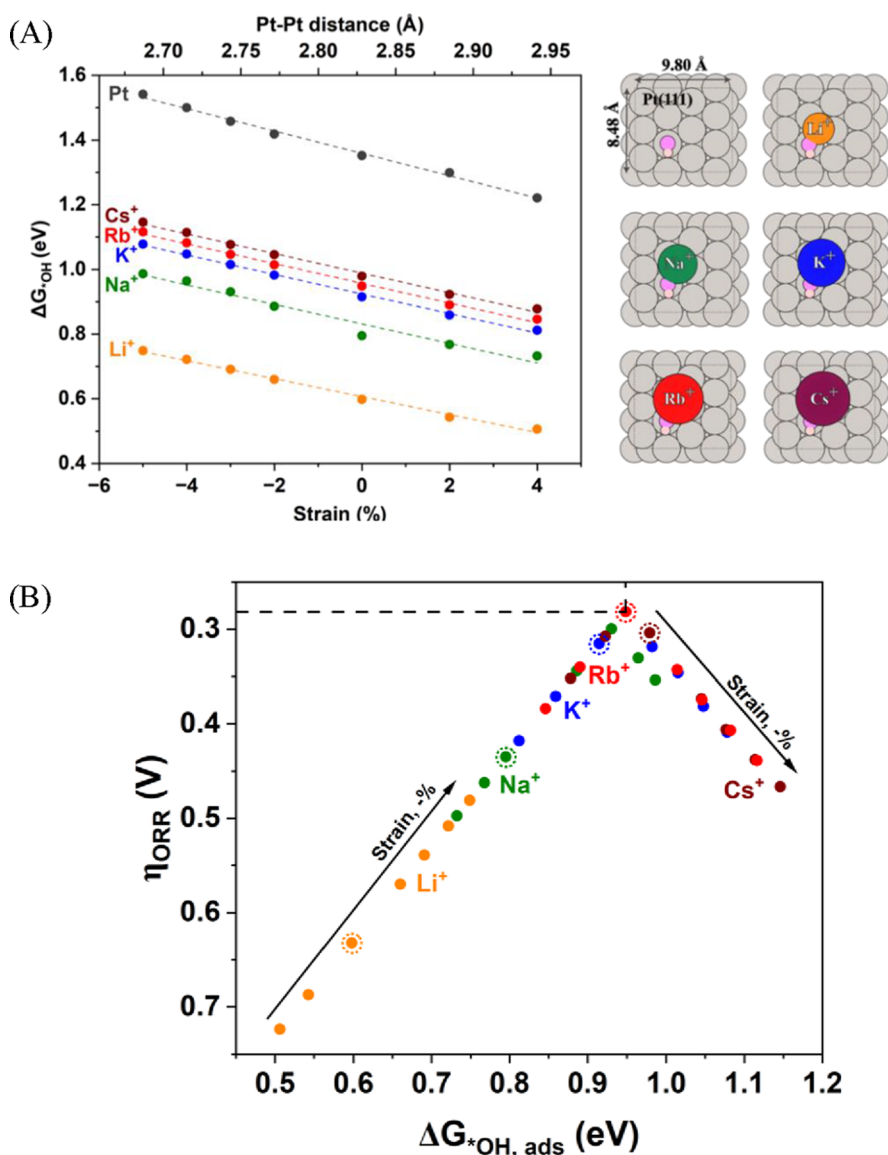 (A)
Pt-Pt distance (Å)
2.70 2.75 2.80 2.85 2.90 2.95
1.6
1.4
1.2
1.0
0.8
0.6
0.4
ΔG*OH (eV)
Pt
Cs⁺
Rb⁺
K⁺
Na⁺
Li⁺
−6 −4 −2 0 2 4
Strain (%)
9.80 Å
8.48 Å
Pt(111)
Li⁺
Na⁺
K⁺
Rb⁺
Cs⁺
(B)
0.3
0.4
0.5
0.6
0.7
ηORR (V)
Strain, -%
Strain, -%
Rb⁺
K⁺
Na⁺
Cs⁺
Li⁺
0.5 0.6 0.7 0.8 0.9 1.0 1.1 1.2
ΔG*OH, ads (eV)